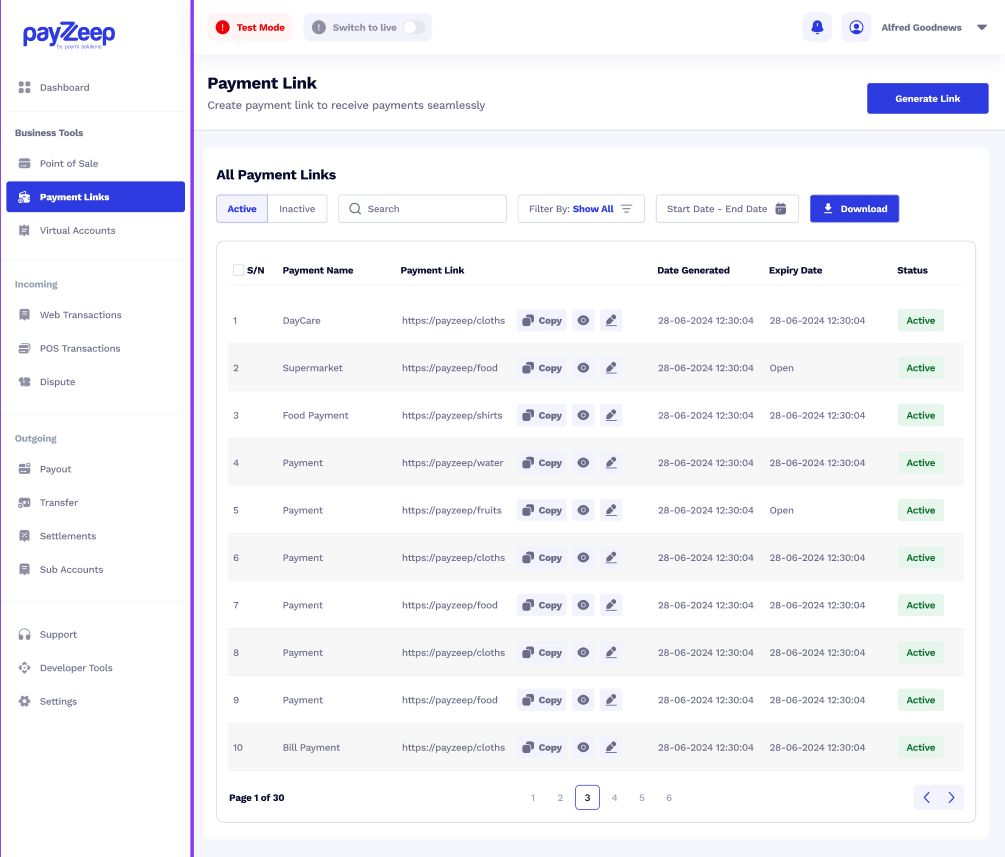 payZeep
by paymi solutions
Test Mode
Switch to live
Alfred Goodnews
Dashboard
Business Tools
Point of Sale
Payment Links
Virtual Accounts
Incoming
Web Transactions
POS Transactions
Dispute
Outgoing
Payout
Transfer
Settlements
Sub Accounts
Support
Developer Tools
Settings
Payment Link
Create payment link to receive payments seamlessly
Generate Link
All Payment Links
Active Inactive Search Filter By: Show All Start Date - End Date Download
S/N Payment Name Payment Link Date Generated Expiry Date Status
1 DayCare https://payzeep/cloths Copy 28-06-2024 12:30:04 28-06-2024 12:30:04 Active
2 Supermarket https://payzeep/food Copy 28-06-2024 12:30:04 Open Active
3 Food Payment https://payzeep/shirts Copy 28-06-2024 12:30:04 28-06-2024 12:30:04 Active
4 Payment https://payzeep/water Copy 28-06-2024 12:30:04 28-06-2024 12:30:04 Active
5 Payment https://payzeep/fruits Copy 28-06-2024 12:30:04 Open Active
6 Payment https://payzeep/cloths Copy 28-06-2024 12:30:04 28-06-2024 12:30:04 Active
7 Payment https://payzeep/food Copy 28-06-2024 12:30:04 28-06-2024 12:30:04 Active
8 Payment https://payzeep/cloths Copy 28-06-2024 12:30:04 28-06-2024 12:30:04 Active
9 Payment https://payzeep/food Copy 28-06-2024 12:30:04 28-06-2024 12:30:04 Active
10 Bill Payment https://payzeep/cloths Copy 28-06-2024 12:30:04 28-06-2024 12:30:04 Active
Page 1 of 30 1 2 3 4 5 6